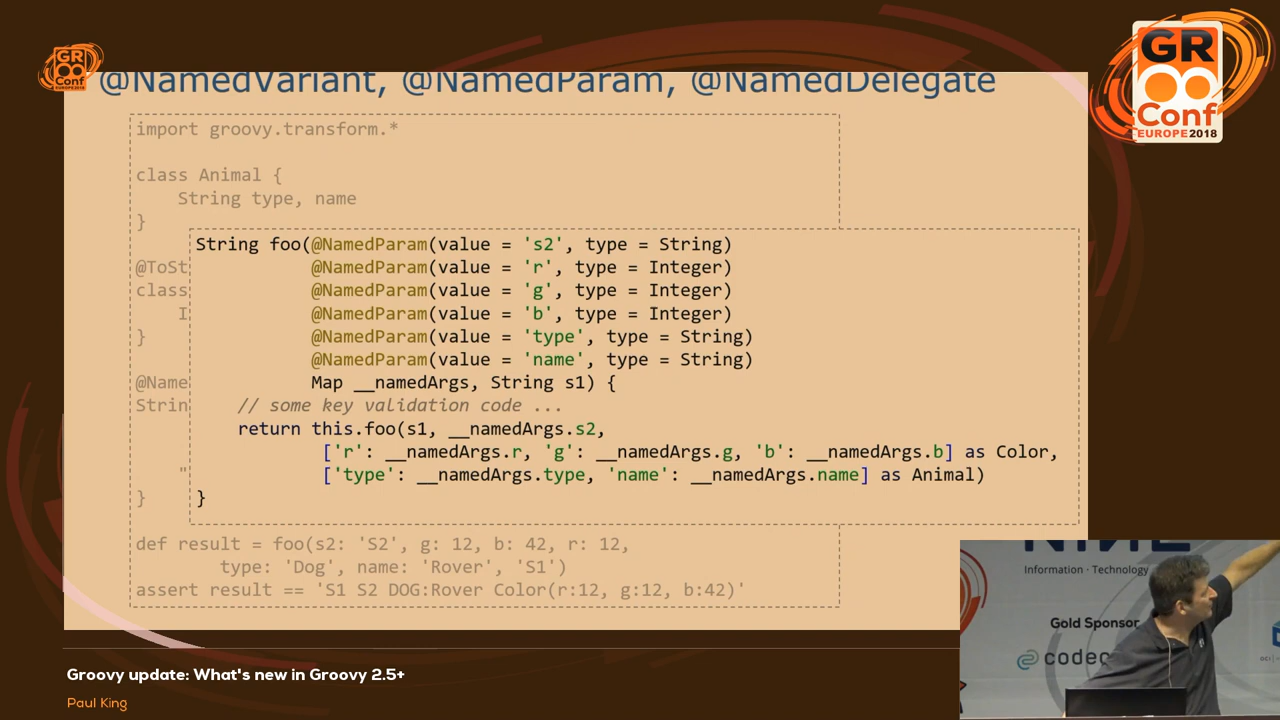 GR
Conf
EUROPE 2018
GR
Conf
EUROPE 2018
@NamedVariant, @NamedParam, @NamedDelegate
import groovy.transform.*
class Animal {
    String type, name
}
@ToSt
class
    I
}
@Name
Strin
    "
}
String foo(@NamedParam(value = 's2', type = String)
           @NamedParam(value = 'r', type = Integer)
           @NamedParam(value = 'g', type = Integer)
           @NamedParam(value = 'b', type = Integer)
           @NamedParam(value = 'type', type = String)
           @NamedParam(value = 'name', type = String)
           Map __namedArgs, String s1) {
    // some key validation code ...
    return this.foo(s1, __namedArgs.s2,
            ['r': __namedArgs.r, 'g': __namedArgs.g, 'b': __namedArgs.b] as Color,
            ['type': __namedArgs.type, 'name': __namedArgs.name] as Animal)
}
def result = foo(s2: 'S2', g: 12, b: 42, r: 12,
        type: 'Dog', name: 'Rover', 'S1')
assert result == 'S1 S2 DOG:Rover Color(r:12, g:12, b:42)'
Information · Technology
Gold Sponsor
codec
Groovy update: What's new in Groovy 2.5+
Paul King